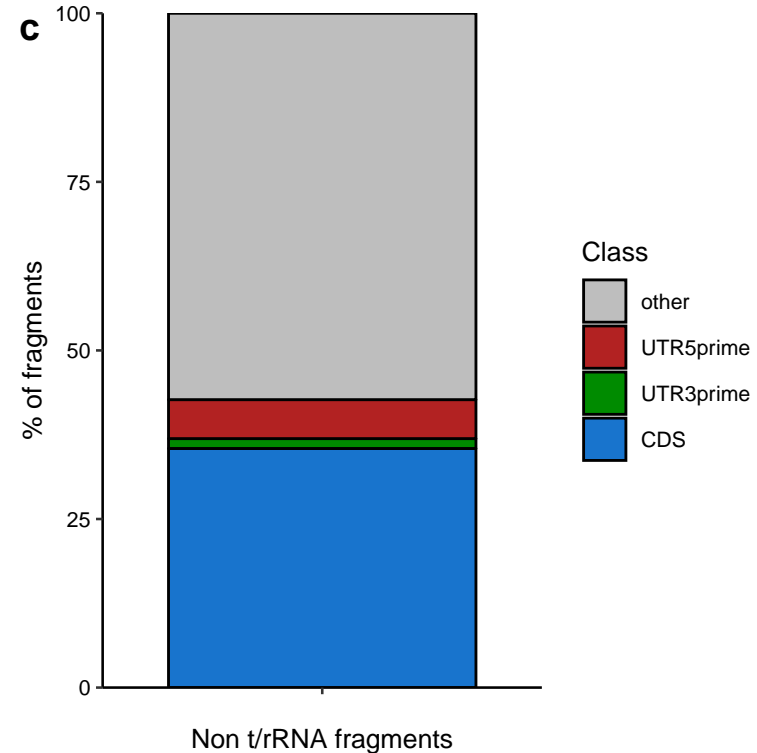 c
100
75
50
25
0
% of fragments
Non t/rRNA fragments
Class
other
UTR5prime
UTR3prime
CDS